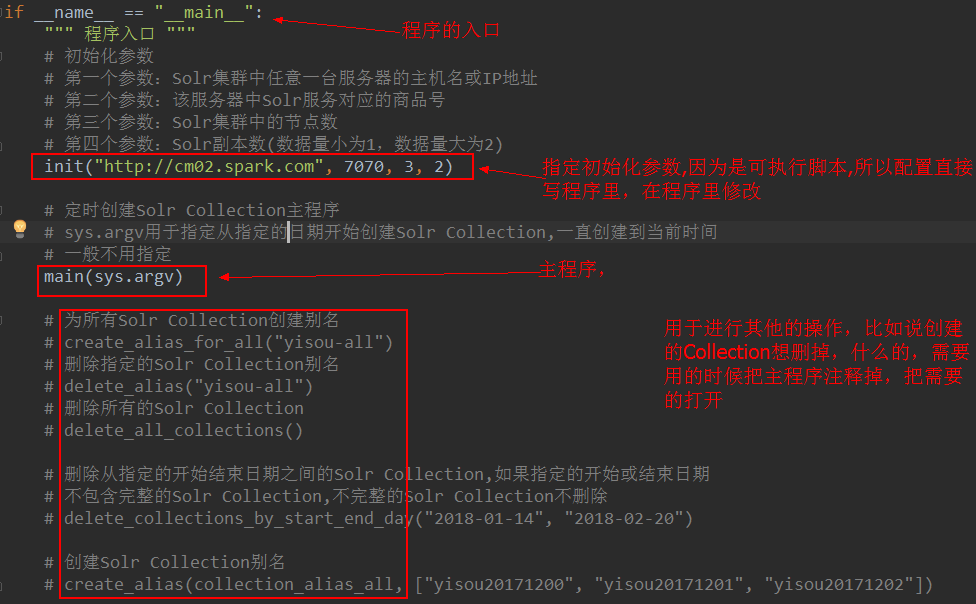 if __name__ == "__main__":
程序的入口
""" 程序入口 """
# 初始化参数
# 第一个参数: Solr集群中任意一台服务器的主机名或IP地址
# 第二个参数: 该服务器中Solr服务对应的商品号
# 第三个参数: Solr集群中的节点数
# 第四个参数: Solr副本数(数据量小为1, 数据量大为2)
init("http://cm02.spark.com", 7070, 3, 2)
指定初始化参数,因为是可执行脚本,所以配置直接
写程序里，在程序里修改
# 定时创建Solr Collection主程序
# sys.argv用于指定从指定的日期开始创建Solr Collection,一直创建到当前时间
# 一般不用指定
main(sys.argv)
主程序，
# 为所有Solr Collection创建别名
# create_alias_for_all("yisou-all")
# 删除指定的Solr Collection别名
# delete_alias("yisou-all")
# 删除所有的Solr Collection
# delete_all_collections()
用于进行其他的操作，比如说创建
的Collection想删掉，什么的，需要
用的时候把主程序注释掉，把需要
的打开
# 删除从指定的开始结束日期之间的Solr Collection,如果指定的开始或结束日期
# 不包含完整的Solr Collection,不完整的Solr Collection不删除
# delete_collections_by_start_end_day("2018-01-14", "2018-02-20")
# 创建Solr Collection别名
# create_alias(collection_alias_all, ["yisou20171200", "yisou20171201", "yisou20171202"])